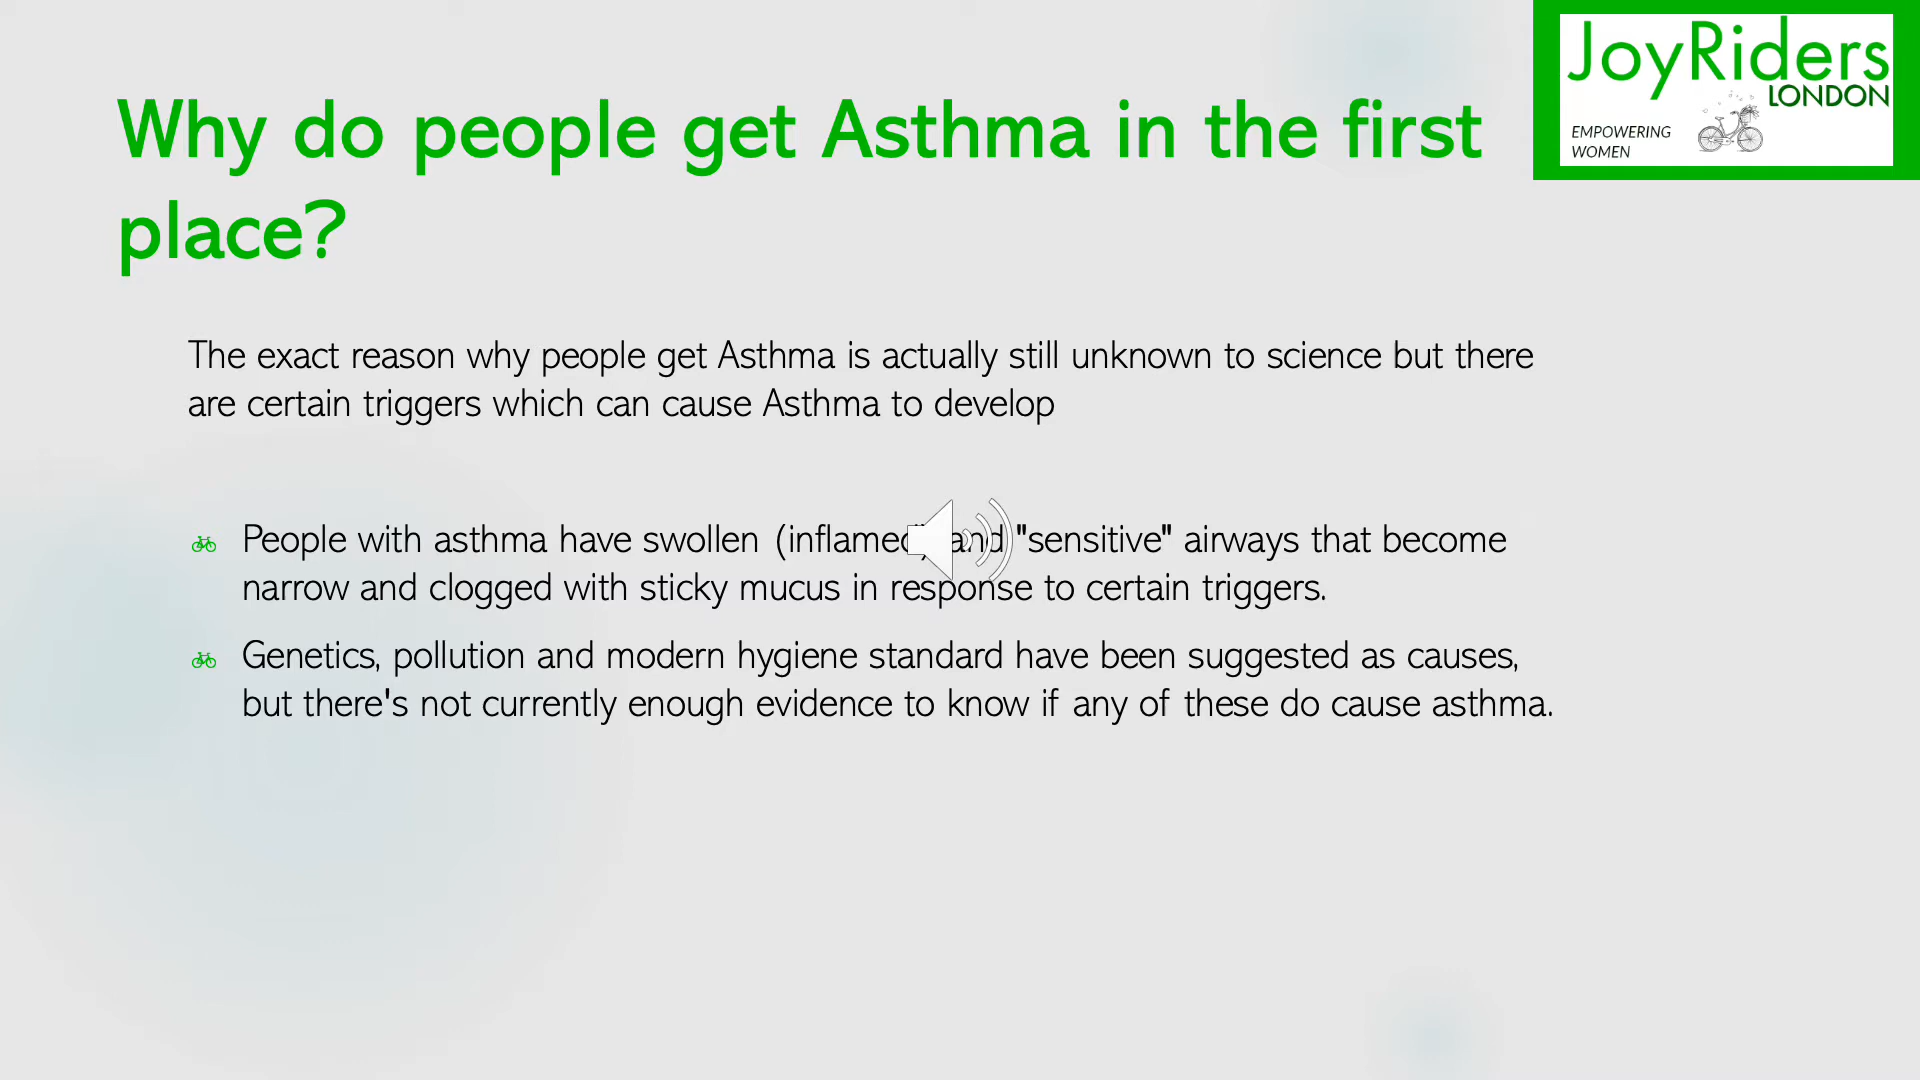 JoyRiders
LONDON
EMPOWERING
WOMEN
Why do people get Asthma in the first
place?
The exact reason why people get Asthma is actually still unknown to science but there
are certain triggers which can cause Asthma to develop
People with asthma have swollen (inflamed) and "sensitive" airways that become
narrow and clogged with sticky mucus in response to certain triggers.
Genetics, pollution and modern hygiene standard have been suggested as causes,
but there's not currently enough evidence to know if any of these do cause asthma.